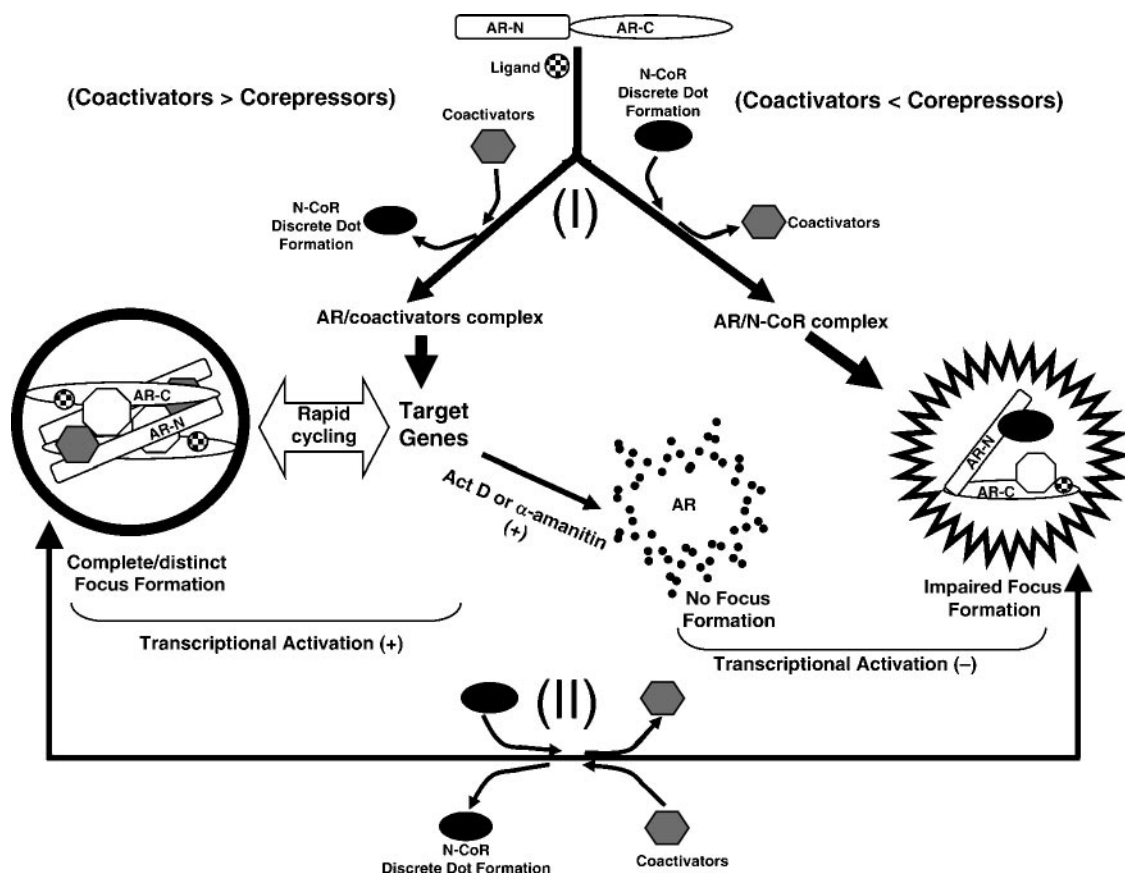 AR-N
AR-C
Ligand
N-CoR
Discrete Dot
Formation
(Coactivators > Corepressors)
(Coactivators < Corepressors)
Coactivators
N-CoR
Discrete Dot
Formation
(I)
Coactivators
AR/coactivators complex
AR/N-CoR complex
AR-C
AR-N
Rapid
cycling
Target
Genes
Act D or α-amanitin
(+)
AR
AR-N
AR-C
Complete/distinct
Focus Formation
No Focus
Formation
Impaired Focus
Formation
Transcriptional Activation (+)
Transcriptional Activation (–)
(II)
N-CoR
Discrete Dot Formation
Coactivators